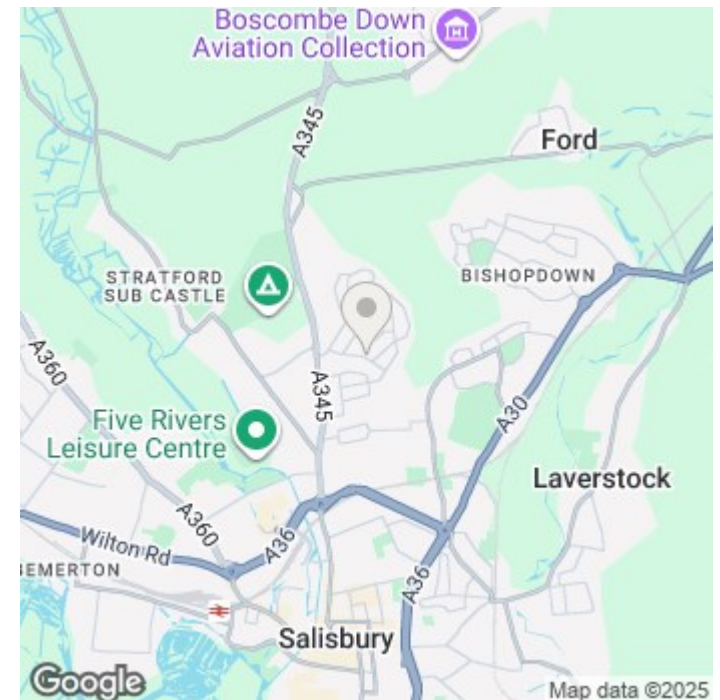 Boscombe Down
Aviation Collection
A345
Ford
STRATFORD
SUB CASTLE
BISHOPDOWN
A360
A345
A30
Five Rivers
Leisure Centre
Laverstock
A360
A36
Wilton Rd
BEMERTON
A36
Salisbury
Google
Map data ©2025